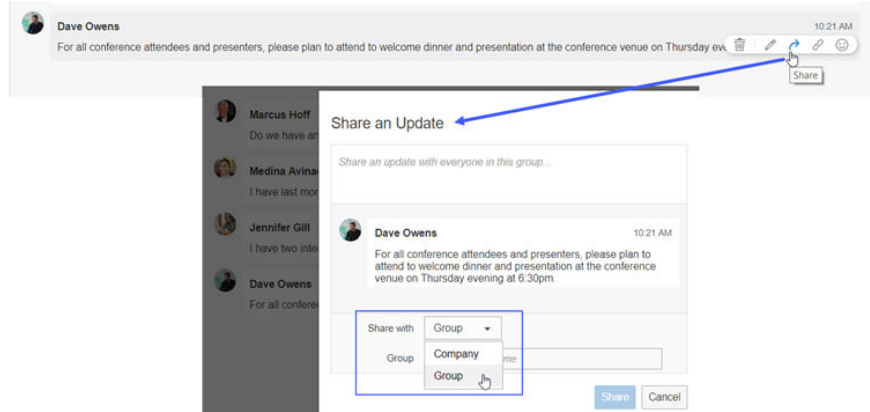 Dave Owens 10:21 AM
For all conference attendees and presenters, please plan to attend to welcome dinner and presentation at the conference venue on Thursday eve
Share
Marcus Hoff
Do we have an
Medina Avina
I have last mor
Jennifer Gill
I have two inte
Dave Owens
For all conferer
Share an Update
Share an update with everyone in this group...
Dave Owens 10:21 AM
For all conference attendees and presenters, please plan to
attend to welcome dinner and presentation at the conference
venue on Thursday evening at 6:30pm.
Share with Group
Company
Group me
Group
Share Cancel